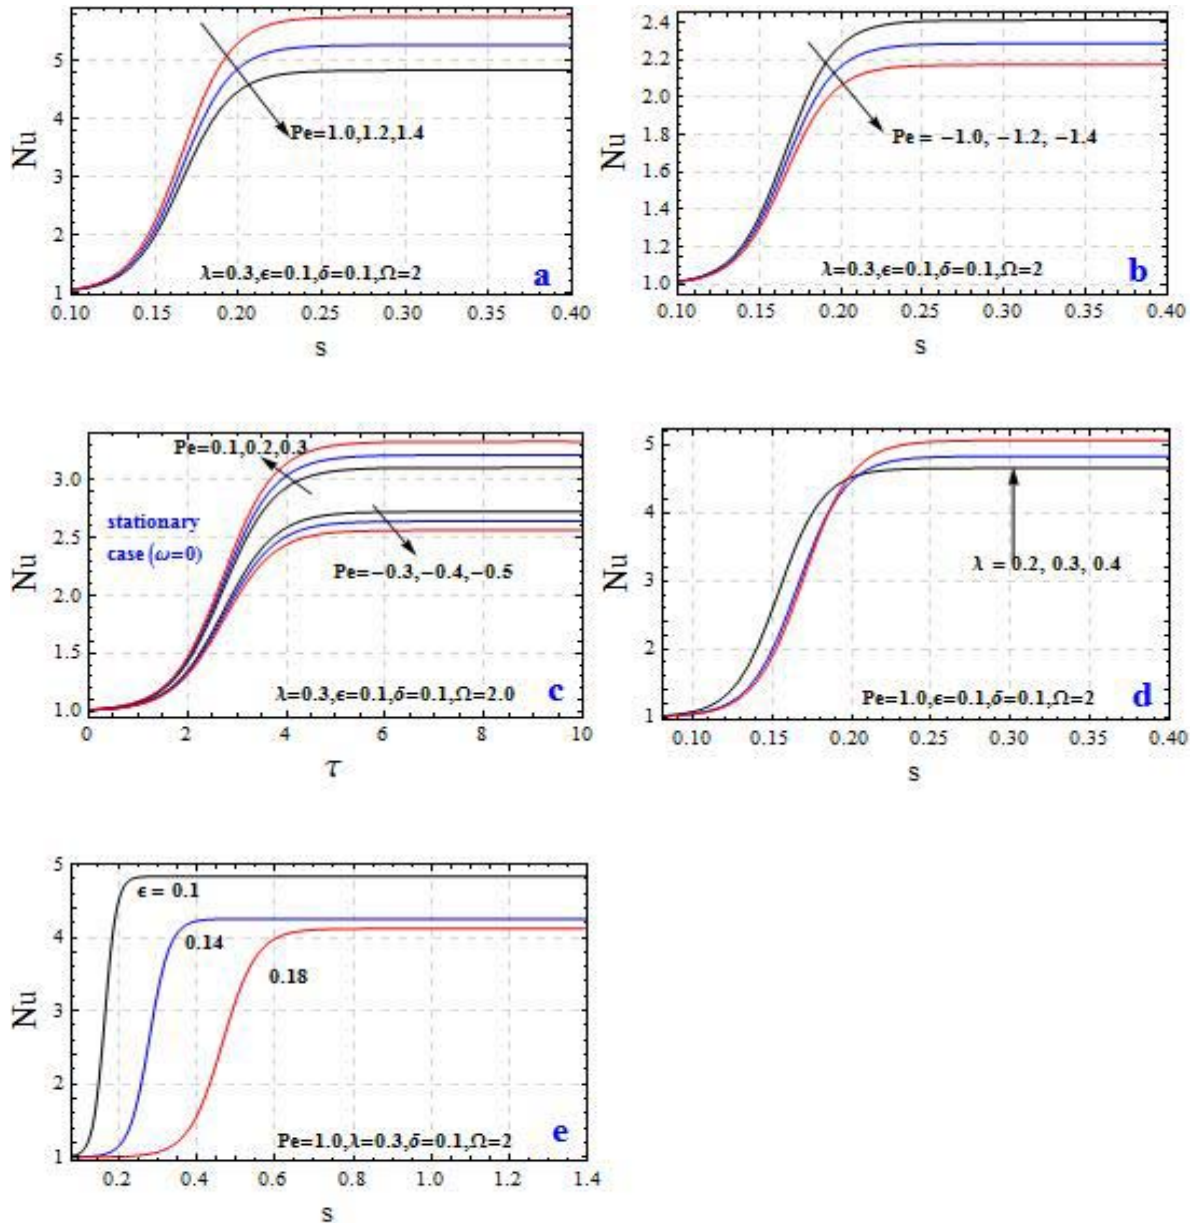 5
4
3
2
1
Nu
Pe=1.0,1.2,1.4
λ=0.3,ϵ=0.1,δ=0.1,Ω=2
a
0.10 0.15 0.20 0.25 0.30 0.35 0.40
s
2.4
2.2
2.0
1.8
1.6
1.4
1.2
1.0
Nu
Pe = −1.0, −1.2, −1.4
λ=0.3,ϵ=0.1,δ=0.1,Ω=2
b
0.10 0.15 0.20 0.25 0.30 0.35 0.40
s
3.0
2.5
2.0
1.5
1.0
Nu
Pe=0.1,0.2,0.3
stationary
case (ω=0)
Pe=−0.3,−0.4,−0.5
λ=0.3,ϵ=0.1,δ=0.1,Ω=2.0
c
0 2 4 6 8 10
τ
5
4
3
2
1
Nu
λ = 0.2, 0.3, 0.4
Pe=1.0,ϵ=0.1,δ=0.1,Ω=2
d
0.10 0.15 0.20 0.25 0.30 0.35 0.40
s
5
4
3
2
1
Nu
ϵ = 0.1
0.14
0.18
Pe=1.0,λ=0.3,δ=0.1,Ω=2
e
0.2 0.4 0.6 0.8 1.0 1.2 1.4
s